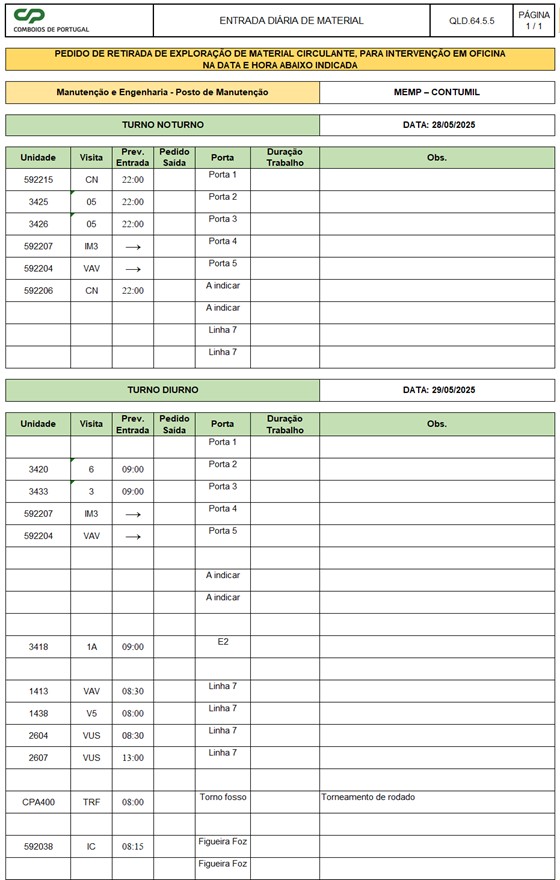 CP
COMBOIOS DE PORTUGAL
ENTRADA DIÁRIA DE MATERIAL
QLD.64.5.5
PÁGINA
1 / 1
PEDIDO DE RETIRADA DE EXPLORAÇÃO DE MATERIAL CIRCULANTE, PARA INTERVENÇÃO EM OFICINA
NA DATA E HORA ABAIXO INDICADA
Manutenção e Engenharia - Posto de Manutenção MEMP – CONTUMIL
TURNO NOTURNO DATA: 28/05/2025
Unidade Visita Prev. Entrada Pedido Saída Porta Duração Trabalho Obs.
592215 CN 22:00 Porta 1
3425 05 22:00 Porta 2
3426 05 22:00 Porta 3
592207 IM3 → Porta 4
592204 VAV → Porta 5
592206 CN 22:00 A indicar
A indicar
Linha 7
Linha 7
TURNO DIURNO DATA: 29/05/2025
Unidade Visita Prev. Entrada Pedido Saída Porta Duração Trabalho Obs.
Porta 1
3420 6 09:00 Porta 2
3433 3 09:00 Porta 3
592207 IM3 → Porta 4
592204 VAV → Porta 5
A indicar
A indicar
3418 1A 09:00 E2
1413 VAV 08:30 Linha 7
1438 V5 08:00 Linha 7
2604 VUS 08:30 Linha 7
2607 VUS 13:00 Linha 7
CPA400 TRF 08:00 Torno fosso Torneamento de rodado
592038 IC 08:15 Figueira Foz
Figueira Foz